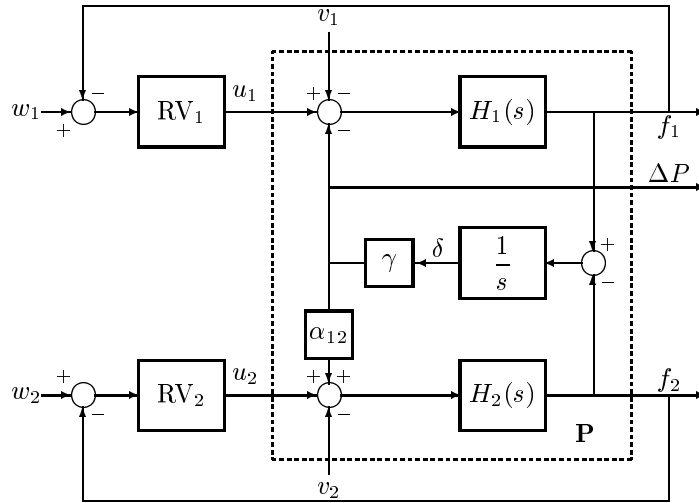 v₁
w₁ + − RV₁ u₁ + − − H₁(s) f₁
ΔP
γ δ 1/s + −
α₁₂
w₂ + − RV₂ u₂ + + − H₂(s) f₂
P
v₂